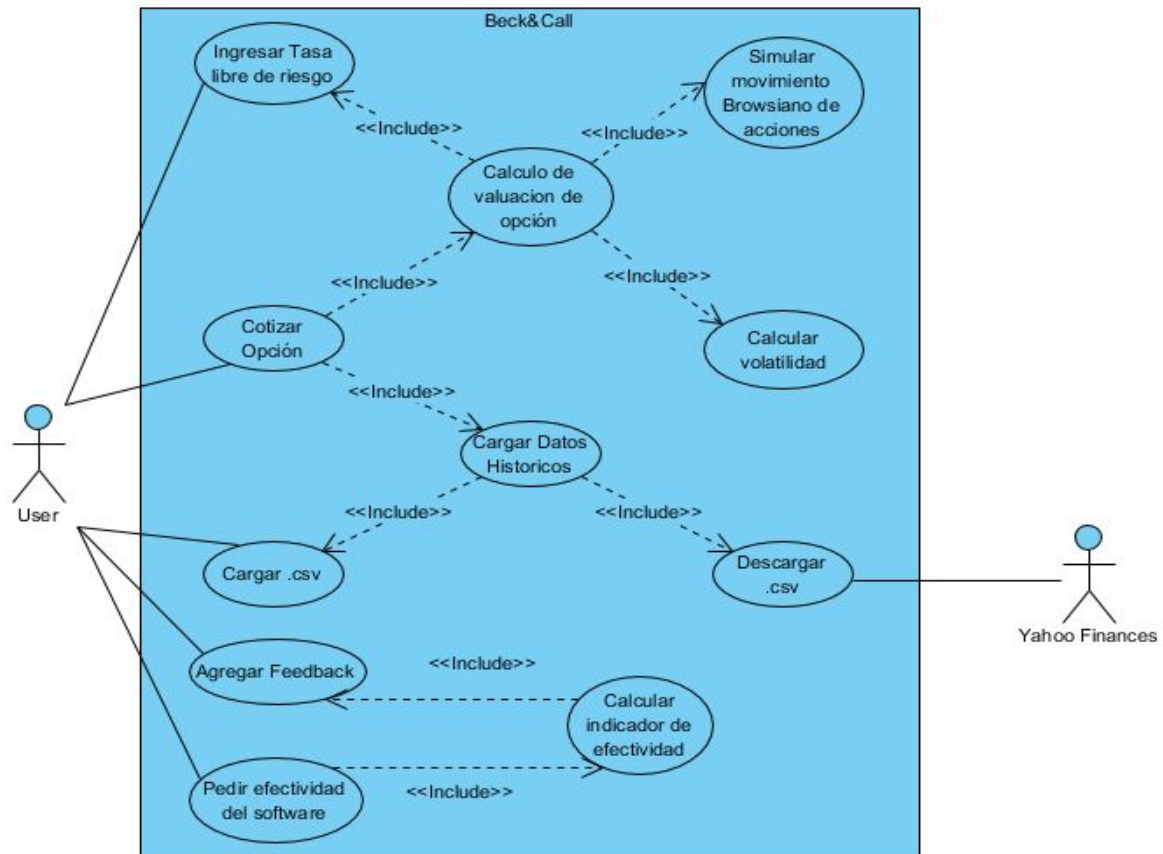 Beck&Call
Ingresar Tasa
libre de riesgo
Simular
movimiento
Browsiano de
acciones
<<Include>>
<<Include>>
Calculo de
valuacion de
opción
<<Include>>
<<Include>>
Cotizar
Opción
Calcular
volatilidad
<<Include>>
Cargar Datos
Historicos
User
<<Include>>
<<Include>>
Cargar .csv
Descargar
.csv
Yahoo Finances
Agregar Feedback
<<Include>>
Calcular
indicador de
efectividad
Pedir efectividad
del software
<<Include>>